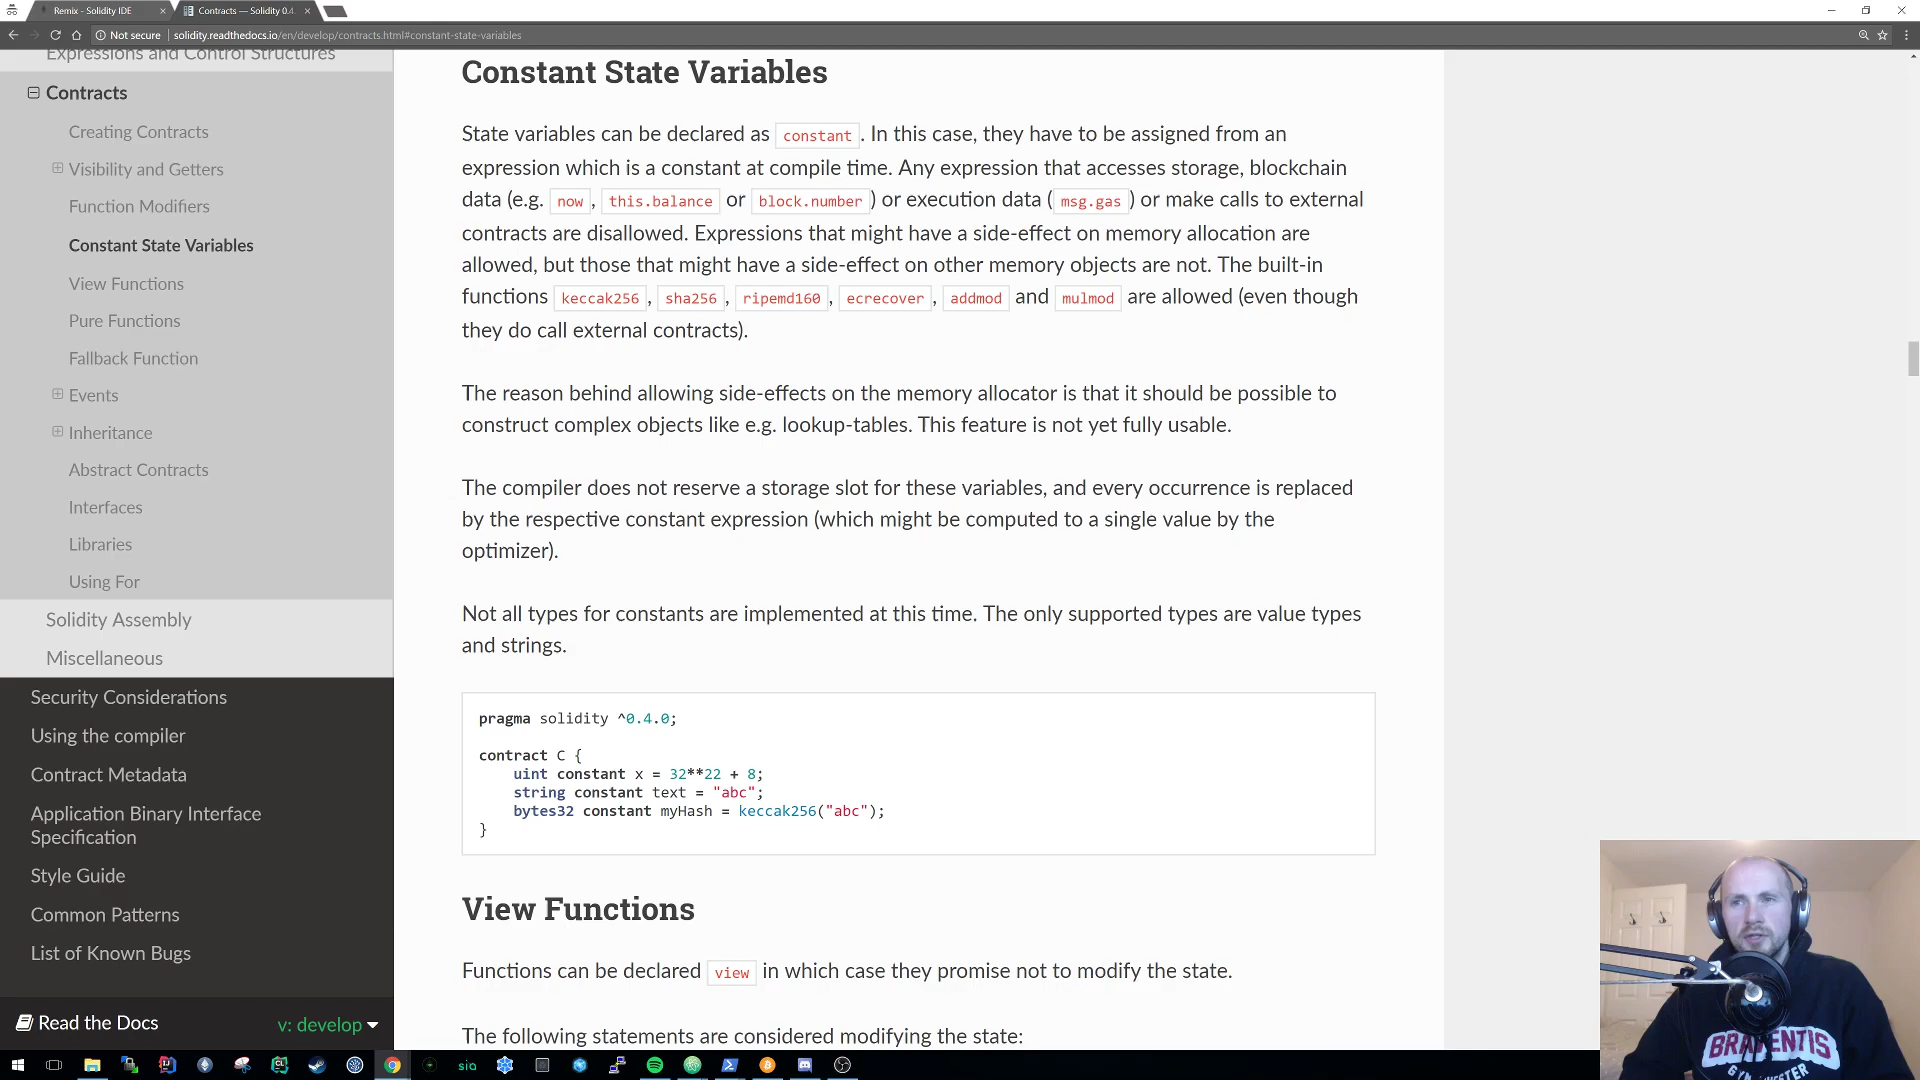 Remix - Solidity IDE
Contracts — Solidity 0.4.
Not secure
solidity.readthedocs.io/en/develop/contracts.html#constant-state-variables
Expressions and Control Structures
Contracts
Creating Contracts
Visibility and Getters
Function Modifiers
Constant State Variables
View Functions
Pure Functions
Fallback Function
Events
Inheritance
Abstract Contracts
Interfaces
Libraries
Using For
Solidity Assembly
Miscellaneous
Security Considerations
Using the compiler
Contract Metadata
Application Binary Interface
Specification
Style Guide
Common Patterns
List of Known Bugs
Read the Docs
v: develop
Constant State Variables
State variables can be declared as constant. In this case, they have to be assigned from an
expression which is a constant at compile time. Any expression that accesses storage, blockchain
data (e.g. now, this.balance or block.number) or execution data (msg.gas) or make calls to external
contracts are disallowed. Expressions that might have a side-effect on memory allocation are
allowed, but those that might have a side-effect on other memory objects are not. The built-in
functions keccak256, sha256, ripemd160, ecrecover, addmod and mulmod are allowed (even though
they do call external contracts).
The reason behind allowing side-effects on the memory allocator is that it should be possible to
construct complex objects like e.g. lookup-tables. This feature is not yet fully usable.
The compiler does not reserve a storage slot for these variables, and every occurrence is replaced
by the respective constant expression (which might be computed to a single value by the
optimizer).
Not all types for constants are implemented at this time. The only supported types are value types
and strings.
pragma solidity ^0.4.0;
contract C {
uint constant x = 32**22 + 8;
string constant text = "abc";
bytes32 constant myHash = keccak256("abc");
}
View Functions
Functions can be declared view in which case they promise not to modify the state.
The following statements are considered modifying the state:
sia